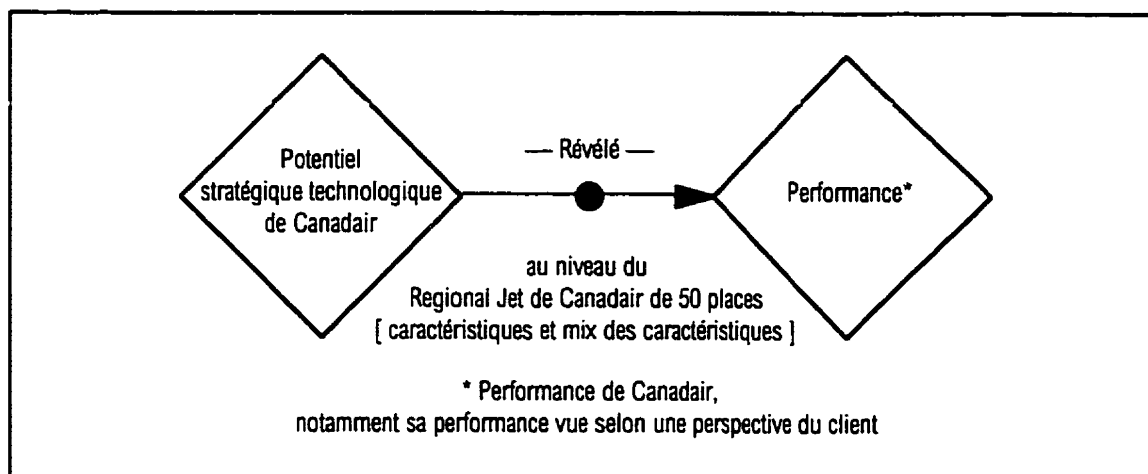 Potentiel
stratégique technologique
de Canadair
— Révélé —
Performance*
au niveau du
Regional Jet de Canadair de 50 places
[ caractéristiques et mix des caractéristiques ]
* Performance de Canadair,
notamment sa performance vue selon une perspective du client